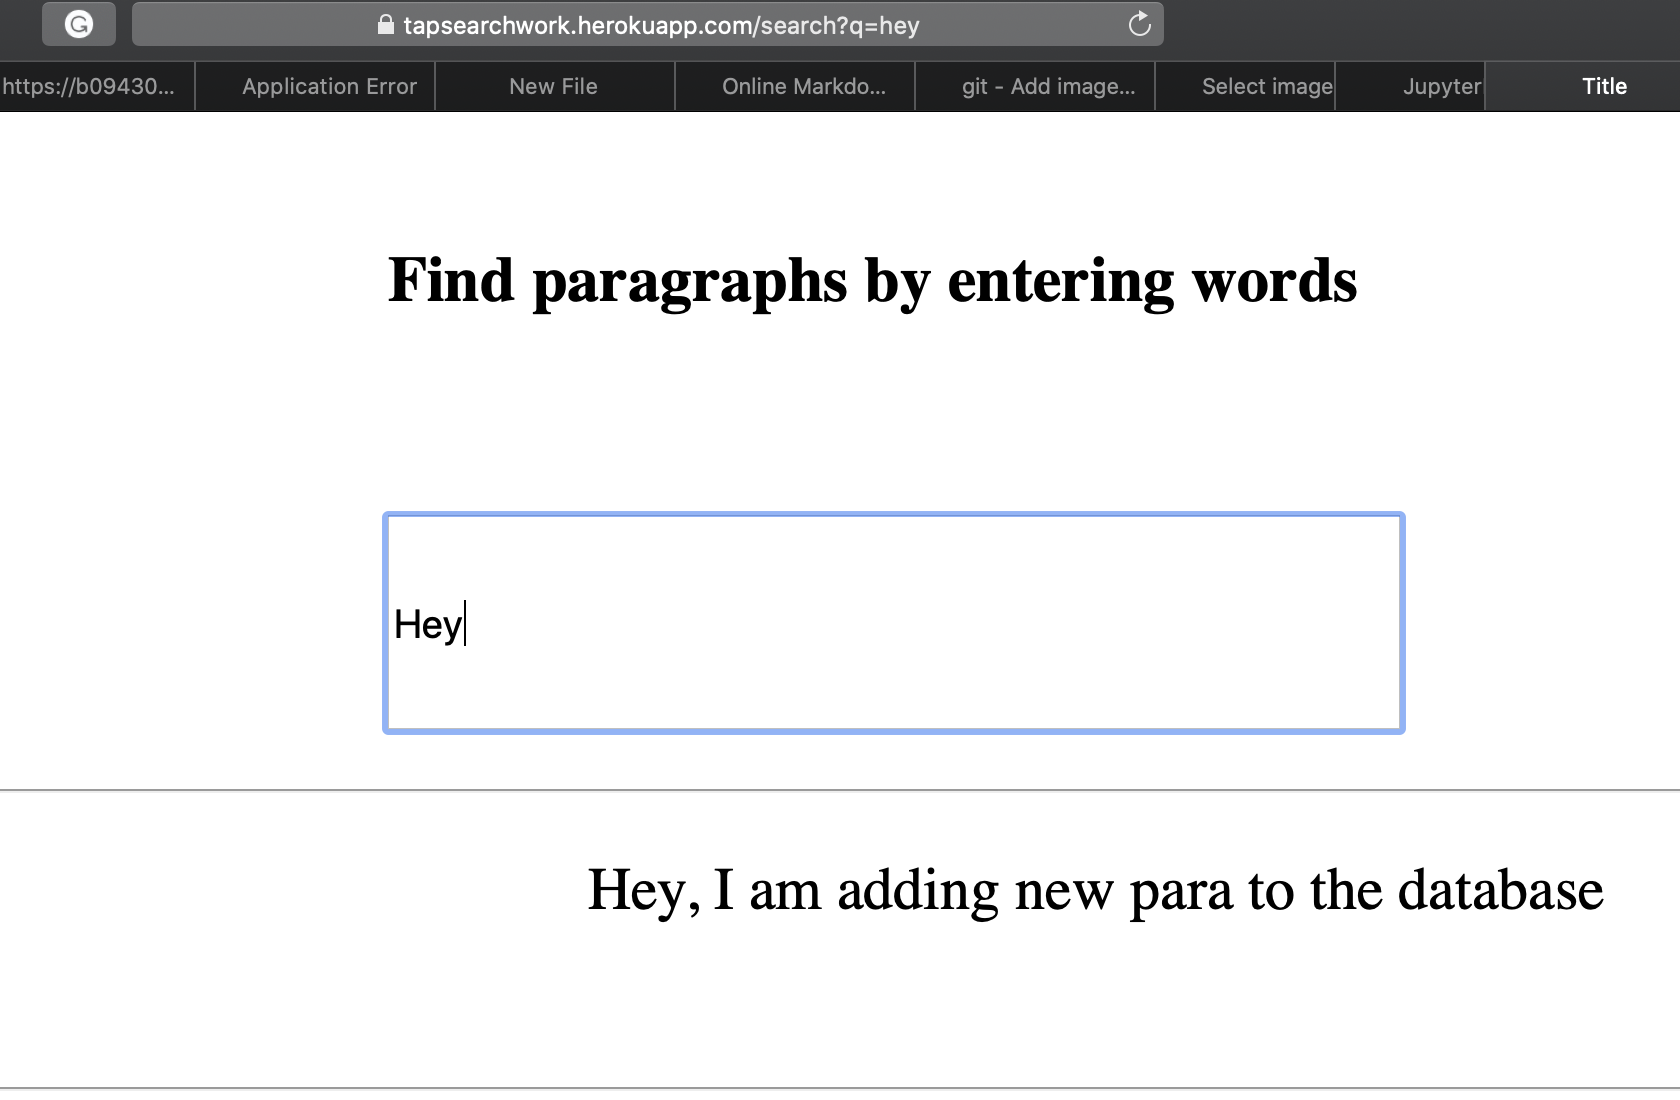 G
tapsearchwork.herokuapp.com/search?q=hey
https://b09430... Application Error New File Online Markdo... git - Add image... Select image Jupyter Title
Find paragraphs by entering words
Hey
Hey, I am adding new para to the database